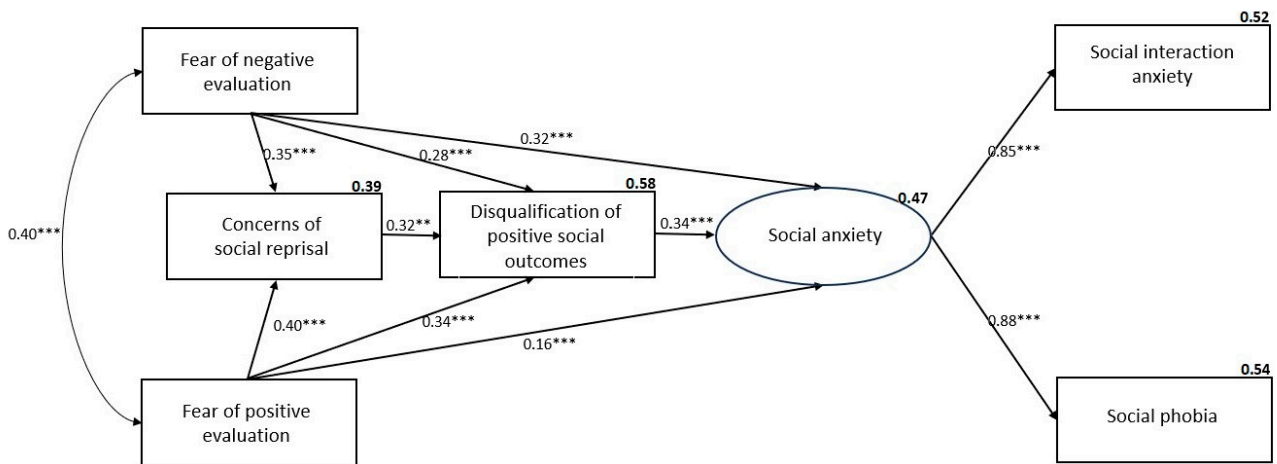 0.52
Fear of negative
evaluation
Social interaction
anxiety
0.32***
0.35***
0.28***
0.85***
0.39
0.58
0.47
0.40***
Concerns of
social reprisal
0.32**
Disqualification of
positive social
outcomes
0.34***
Social anxiety
0.40***
0.34***
0.16***
0.88***
0.54
Fear of positive
evaluation
Social phobia